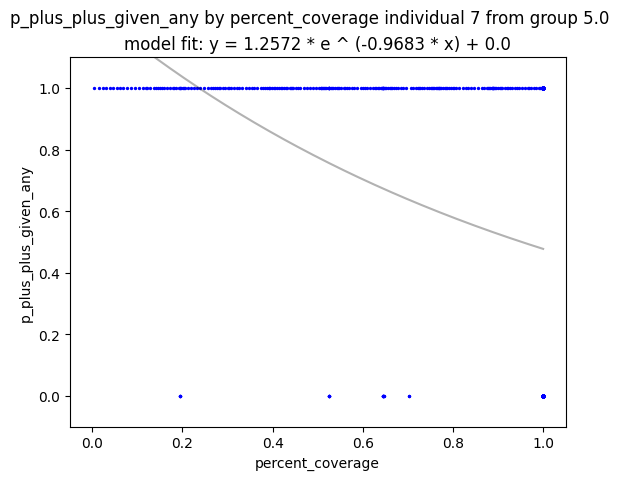 p_plus_plus_given_any by percent_coverage individual 7 from group 5.0
model fit: y = 1.2572 * e ^ (-0.9683 * x) + 0.0
1.0
0.8
0.6
0.4
0.2
0.0
p_plus_plus_given_any
0.0 0.2 0.4 0.6 0.8 1.0
percent_coverage